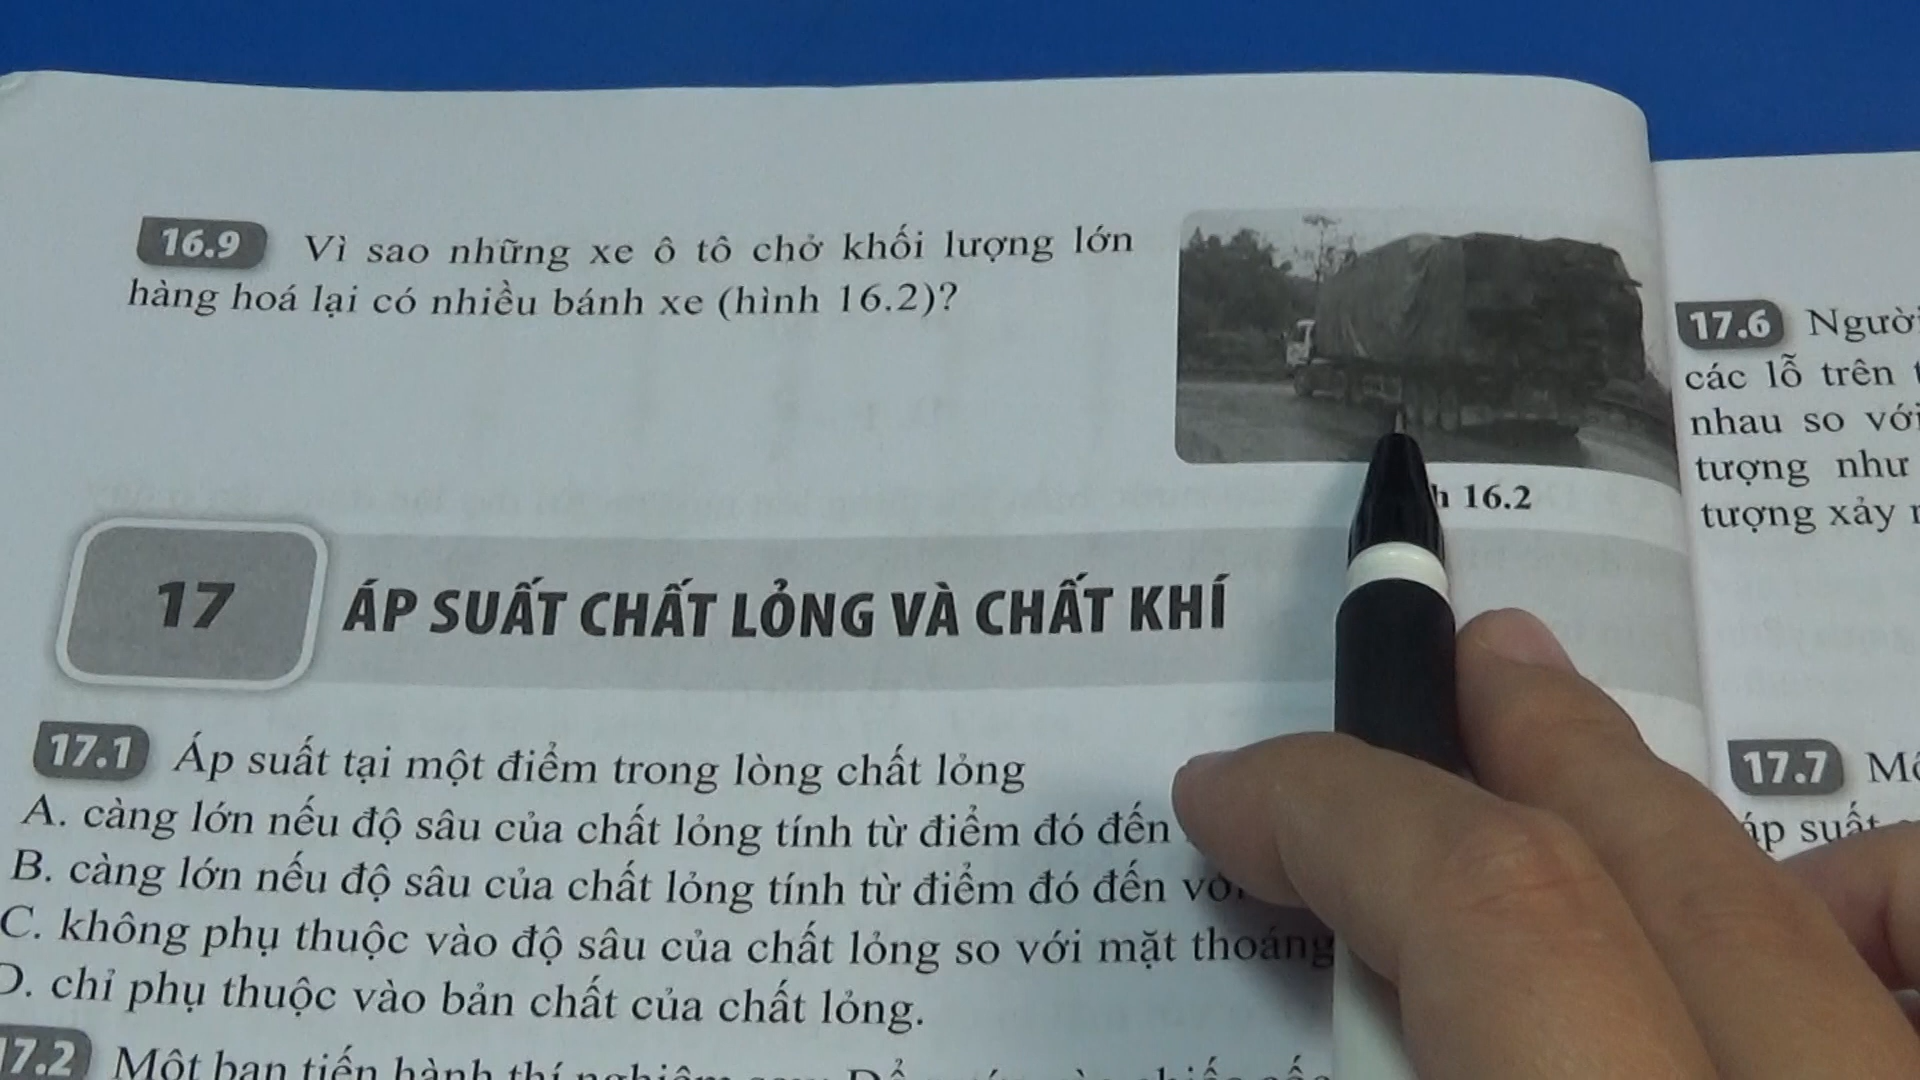 16.9 Vì sao những xe ô tô chở khối lượng lớn
hàng hoá lại có nhiều bánh xe (hình 16.2)?
16.2
17 ÁP SUẤT CHẤT LỎNG VÀ CHẤT KHÍ
17.1 Áp suất tại một điểm trong lòng chất lỏng
A. càng lớn nếu độ sâu của chất lỏng tính từ điểm đó đến
B. càng lớn nếu độ sâu của chất lỏng tính từ điểm đó đến
C. không phụ thuộc vào độ sâu của chất lỏng so với mặt thoáng
D. chỉ phụ thuộc vào bản chất của chất lỏng.
17.2 Một bạn tiến hành thí
17.6 Người
các lỗ trên
nhau so với
tượng như
tượng xảy
17.7
áp suất